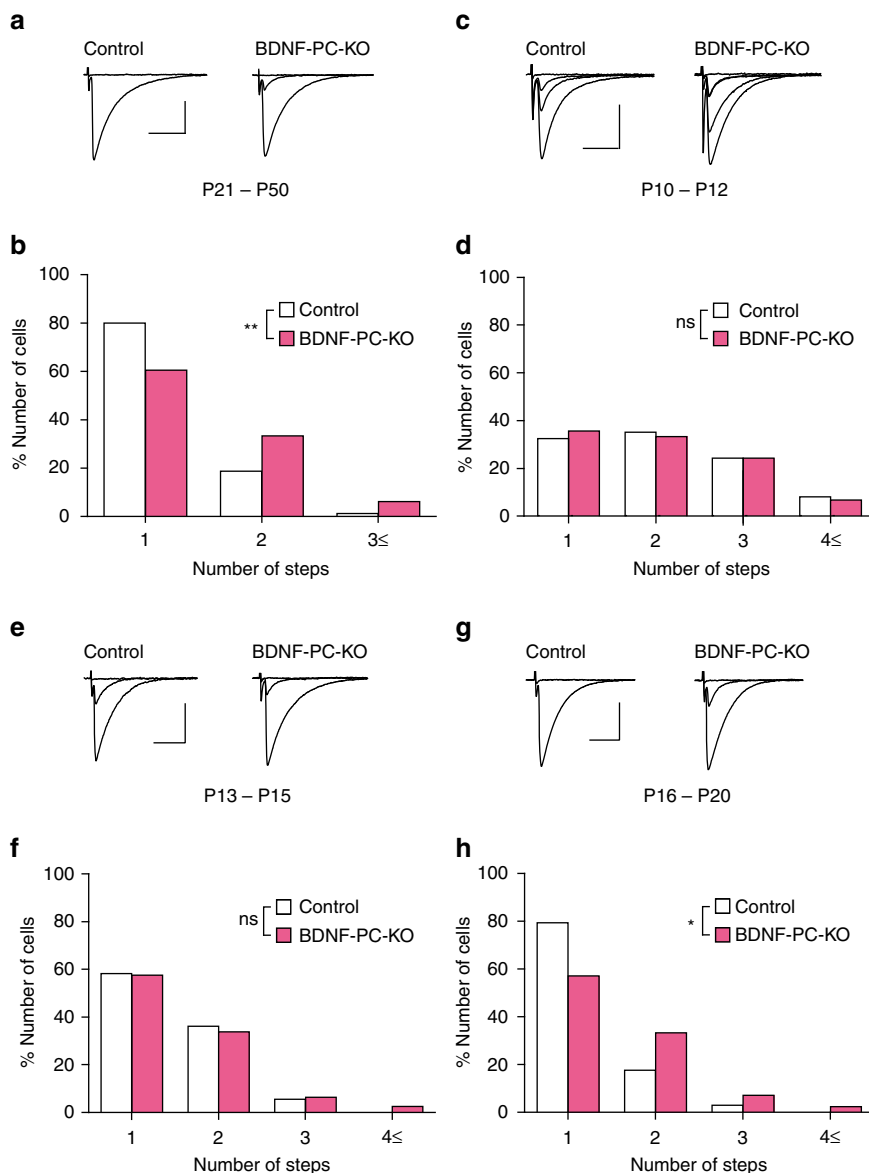 a
Control BDNF-PC-KO
P21 – P50
c
Control BDNF-PC-KO
P10 – P12
b
% Number of cells
100
80
60
40
20
0
** Control
BDNF-PC-KO
1 2 3≤
Number of steps
d
% Number of cells
100
80
60
40
20
0
ns Control
BDNF-PC-KO
1 2 3 4≤
Number of steps
e
Control BDNF-PC-KO
P13 – P15
g
Control BDNF-PC-KO
P16 – P20
f
% Number of cells
100
80
60
40
20
0
ns Control
BDNF-PC-KO
1 2 3 4≤
Number of steps
h
% Number of cells
100
80
60
40
20
0
* Control
BDNF-PC-KO
1 2 3 4≤
Number of steps